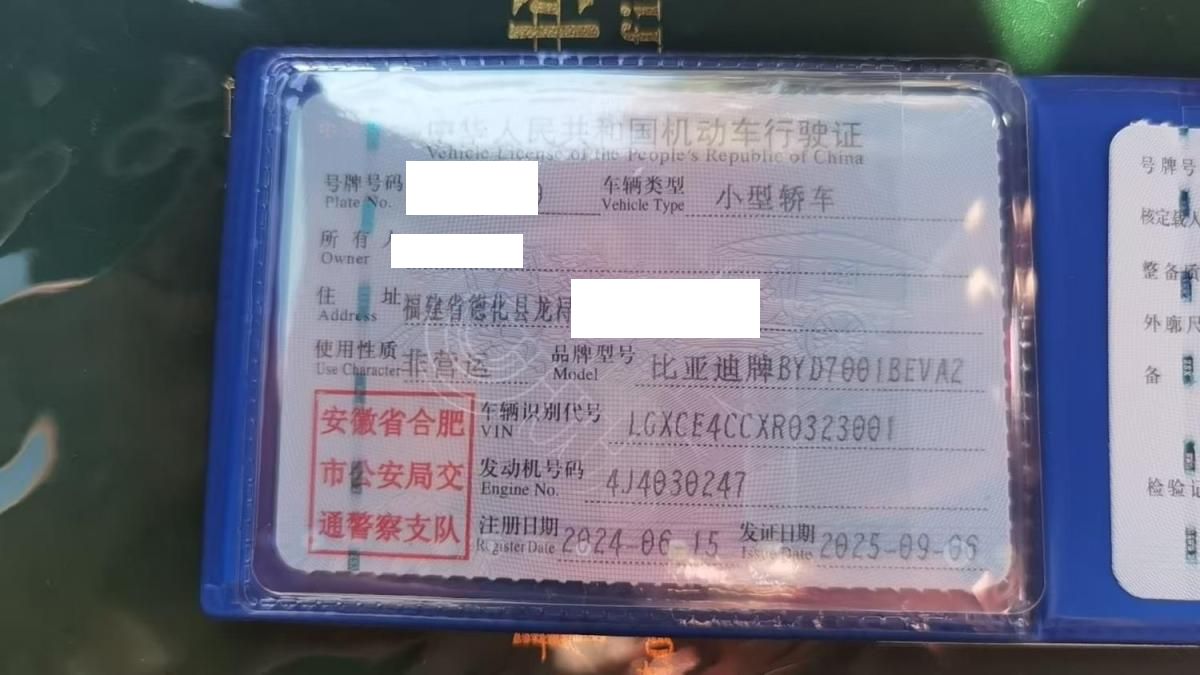 中华人民共和国机动车行驶证
Vehicle License of the People's Republic of China
号牌号码 车辆类型 小型轿车
Plate No. Vehicle Type
所有人
Owner
住址 福建省德化县龙浔
Address
使用性质 非营运 品牌型号 比亚迪牌BYD7001BEVA2
Use Character Model
安徽省合肥
市公安局交
通警察支队
车辆识别代号 LGXCE4CCXR0323001
VIN
发动机号码 4J4030247
Engine No.
注册日期 2024-06-15 发证日期 2025-09-06
Register Date Issue Date
号牌号
核定载人
整备质
外廓尺
备
检验记